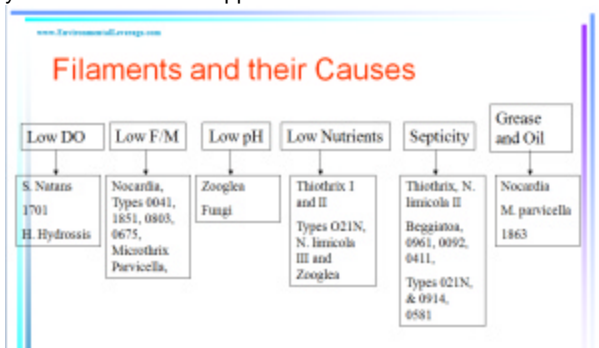 www.EnvironmentalLeverage.com
Filaments and their Causes
Low DO
S. Natans
1701
H. Hydrossis
Low F/M
Nocardia,
Types 0041,
1851, 0803,
0675,
Microthrix
Parvicella,
Low pH
Zooglea
Fungi
Low Nutrients
Thiothrix I
and II
Types O21N,
N. limicola
III and
Zooglea
Septicity
Thiothrix, N.
limicola II
Beggiatoa,
0961, 0092,
0411,
Types 021N,
& 0914,
0581
Grease
and Oil
Nocardia
M. parvicella
1863